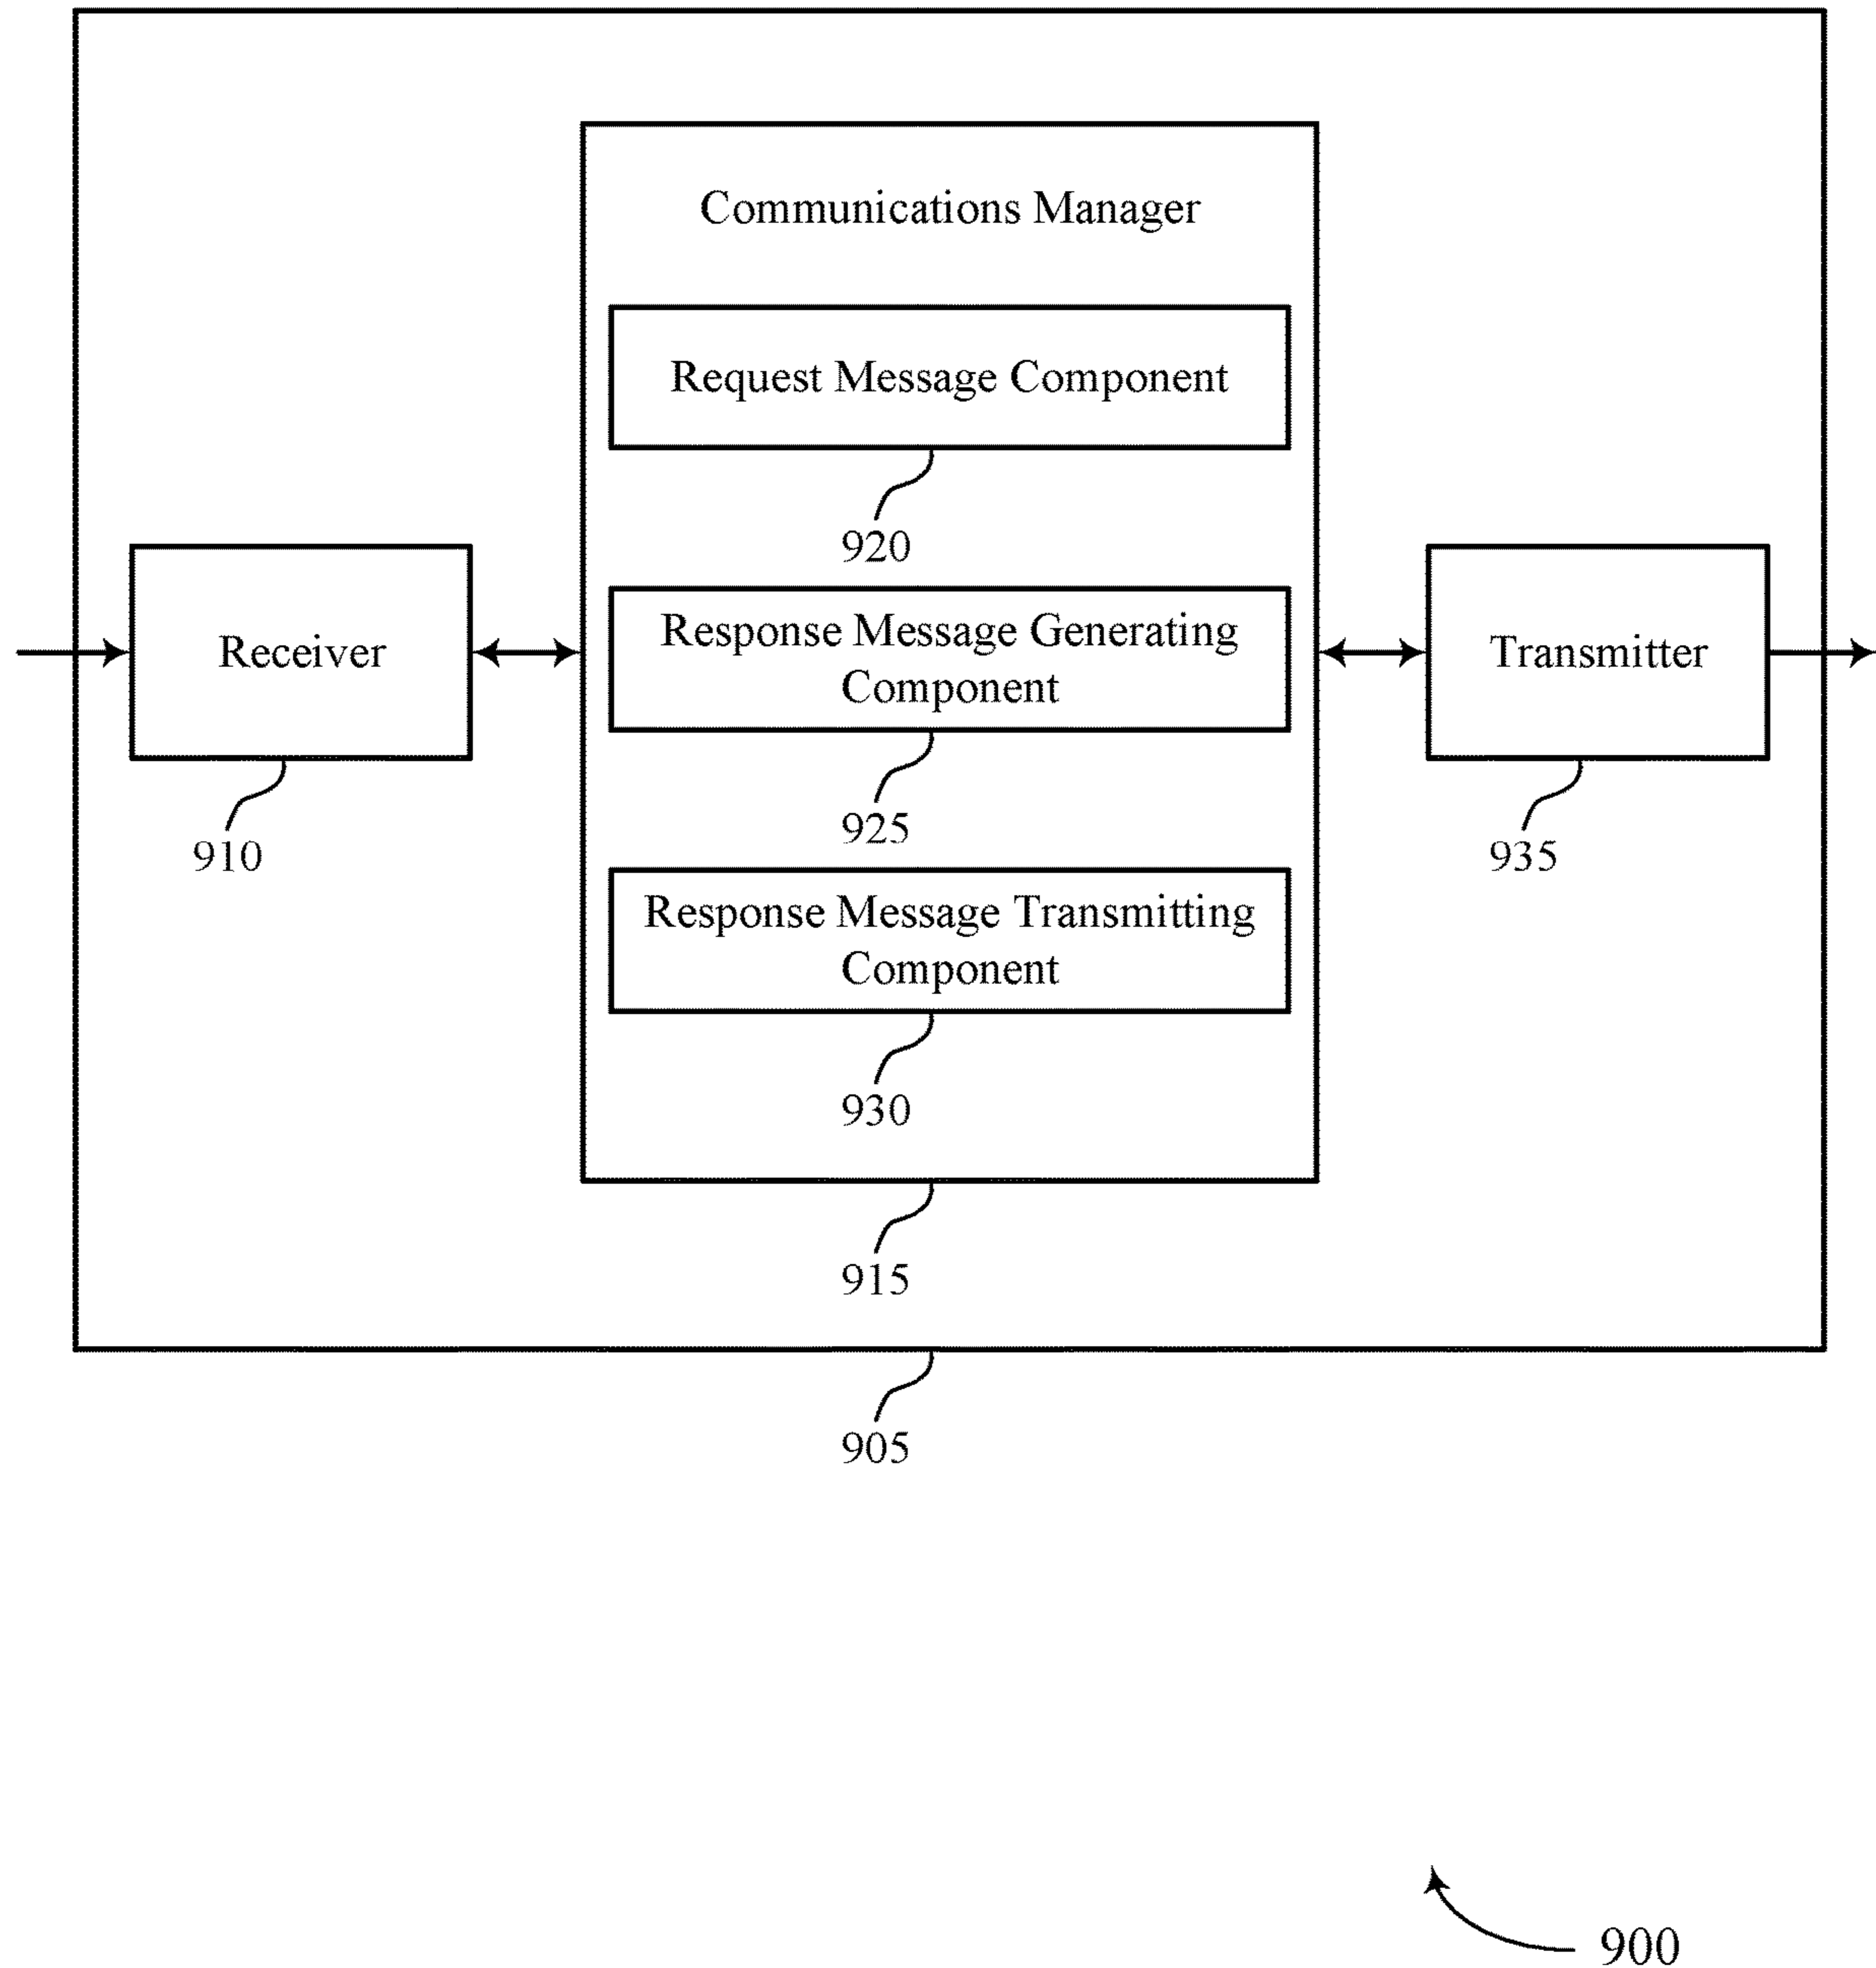 Communications Manager
Request Message Component
920
Receiver
910
Response Message Generating
Component
925
Transmitter
935
Response Message Transmitting
Component
930
915
905
900